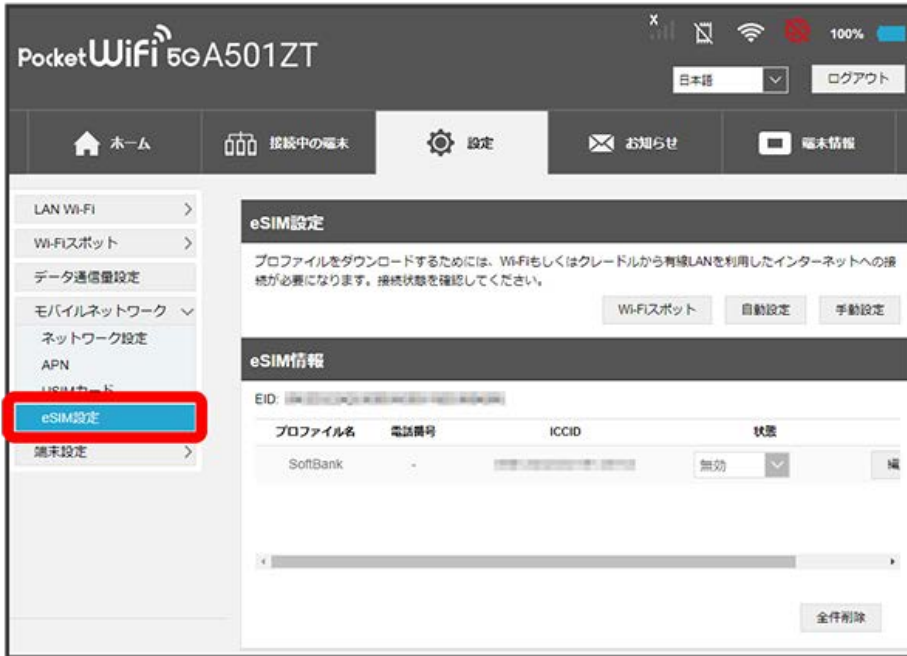 PocketWiFi 5G A501ZT
X
100%
日本語
ログアウト
ホーム
接続中の端末
設定
お知らせ
端末情報
LAN Wi-Fi
Wi-Fiスポット
データ通信量設定
モバイルネットワーク
ネットワーク設定
APN
USIMカード
eSIM設定
端末設定
eSIM設定
プロファイルをダウンロードするためには、Wi-Fiもしくはクレードルから有線LANを利用したインターネットへの接
続が必要になります。接続状態を確認してください。
Wi-Fiスポット
自動設定
手動設定
eSIM情報
EID:
プロファイル名 電話番号 ICCID 状態
SoftBank - 無効 編
全件削除